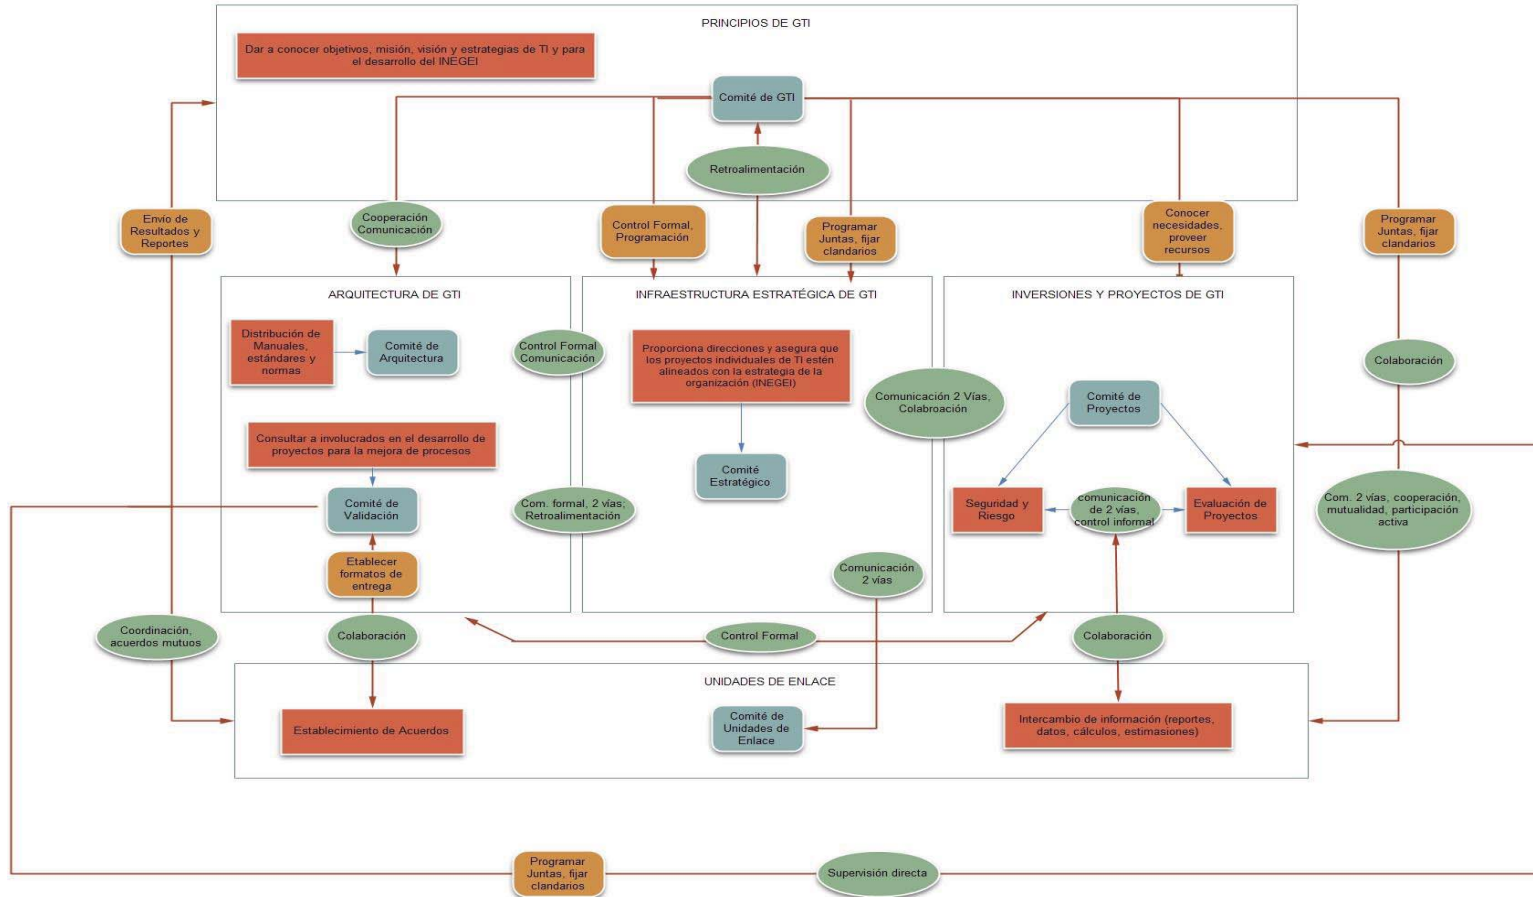 PRINCIPIOS DE GTI
Dar a conocer objetivos, misión, visión y estrategias de TI y para
el desarrollo del INEGEI
Comité de GTI
Retroalimentación
Envío de
Resultados y
Reportes
Cooperación
Comunicación
Control Formal,
Programación
Programar
Juntas, fijar
clandarios
Conocer
necesidades,
proveer
recursos
Programar
Juntas, fijar
clandarios
ARQUITECTURA DE GTI
Distribución de
Manuales,
estándares y
normas
Comité de
Arquitectura
Consultar a involucrados en el desarrollo de
proyectos para la mejora de procesos
Comité de
Validación
Etablecer
formatos de
entrega
Control Formal
Comunicación
Com. formal, 2 vías,
Retroalimentación
INFRAESTRUCTURA ESTRATÉGICA DE GTI
Proporciona direcciones y asegura que
los proyectos individuales de TI estén
alineados con la estrategia de la
organización (INEGEI)
Comité
Estratégico
Comunicación 2 Vías,
Colabroación
Comunicación
2 vías
INVERSIONES Y PROYECTOS DE GTI
Comité de
Proyectos
Seguridad y
Riesgo
comunicación
de 2 vías,
control informal
Evaluación de
Proyectos
Colaboración
Com. 2 vías, cooperación,
mutualidad, participación
activa
Coordinación,
acuerdos mutuos
Colaboración
Control Formal
Colaboración
UNIDADES DE ENLACE
Establecimiento de Acuerdos
Comité de
Unidades de
Enlace
Intercambio de información (reportes,
datos, cálculos, estimasiones)
Programar
Juntas, fijar
clandarios
Supervisión directa